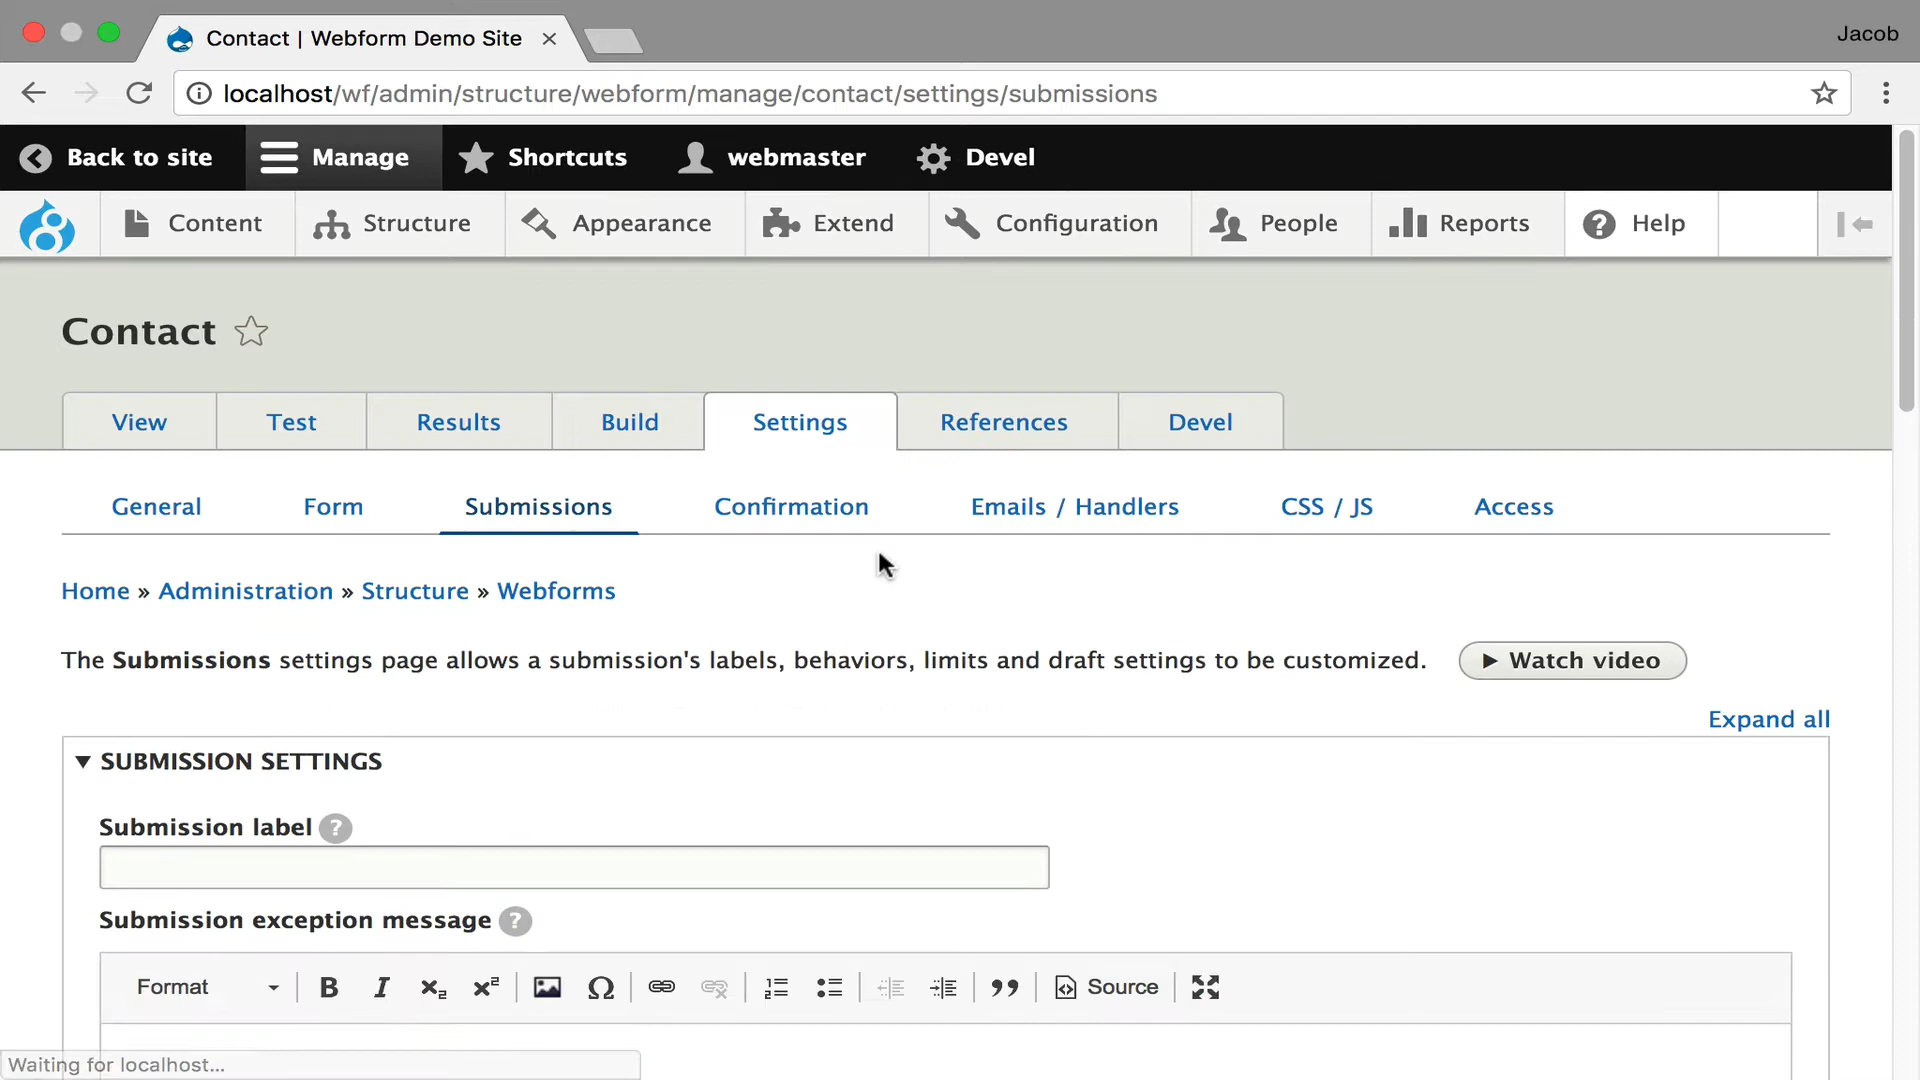 Contact | Webform Demo Site
Jacob
localhost/wf/admin/structure/webform/manage/contact/settings/submissions
Back to site Manage Shortcuts webmaster Devel
Content Structure Appearance Extend Configuration People Reports Help
Contact
View Test Results Build Settings References Devel
General Form Submissions Confirmation Emails / Handlers CSS / JS Access
Home » Administration » Structure » Webforms
The Submissions settings page allows a submission's labels, behaviors, limits and draft settings to be customized. Watch video
Expand all
SUBMISSION SETTINGS
Submission label ?
Submission exception message ?
Format B I x₂ x² Ω Source
Waiting for localhost...